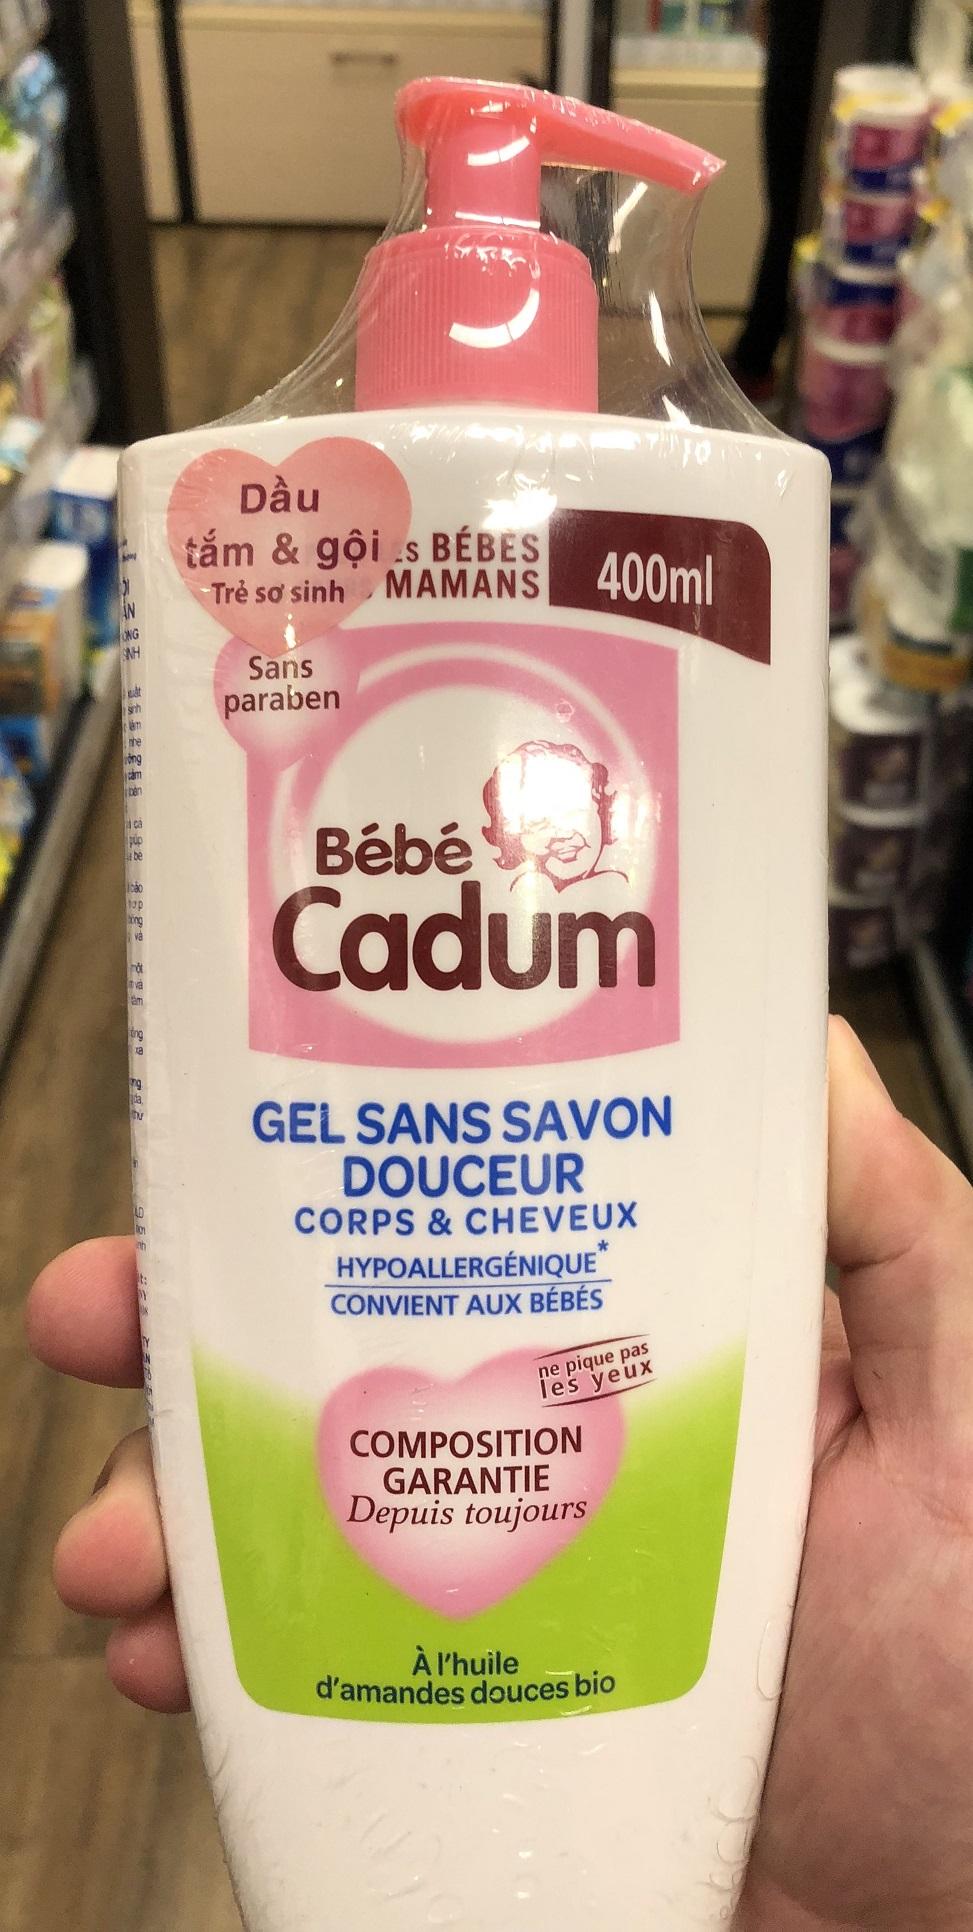 Dầu
tắm & gội
Trẻ sơ sinh
BÉBÉS
MAMANS
400ml
Sans
paraben
Bébé
Cadum
GEL SANS SAVON
DOUCEUR
CORPS & CHEVEUX
HYPOALLERGÉNIQUE*
CONVIENT AUX BÉBÉS
ne pique pas
les yeux
COMPOSITION
GARANTIE
Depuis toujours
À l'huile
d'amandes douces bio